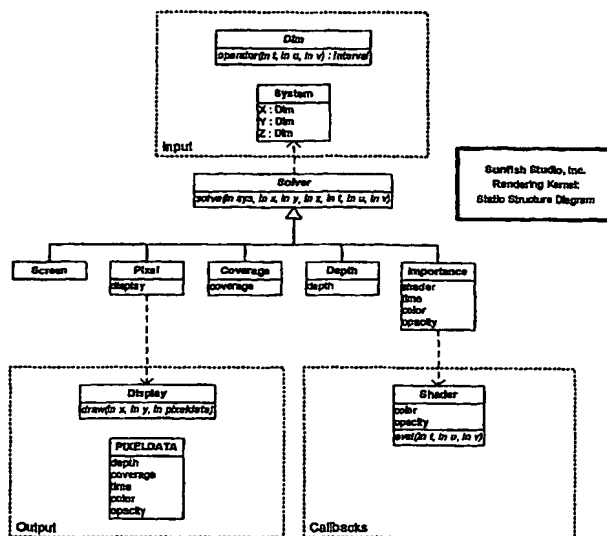 Dim
operator(in t, in u, in v) : Interval
System
X : Dim
Y : Dim
Z : Dim
Input
Sunfish Studio, Inc.
Rendering Kernel:
Static Structure Diagram
Solver
solve(in sys, in x, in y, in z, in t, in u, in v)
Screen
Pixel
display
Coverage
coverage
Depth
depth
Importance
shader
time
color
opacity
Display
draw(in x, in y, in pixeldata)
PIXELDATA
depth
coverage
time
color
opacity
Output
Shader
color
opacity
eval(in t, in u, in v)
Callbacks